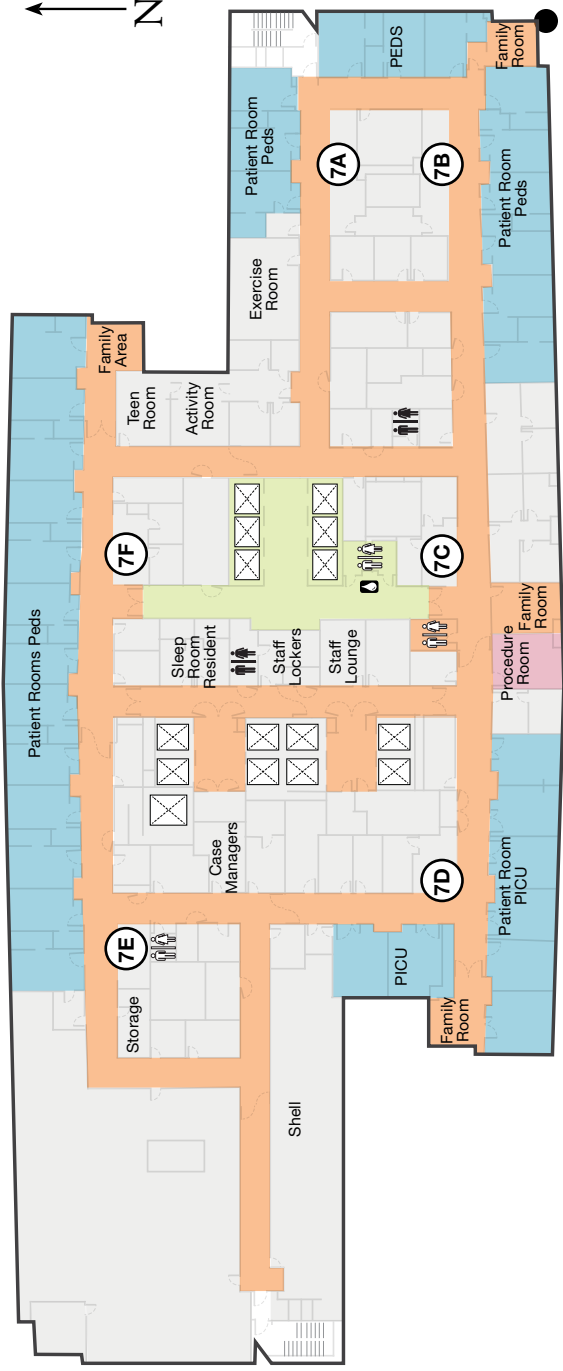 N
PEDS
Family
Room
Patient Room
Peds
7A
7B
Patient Room
Peds
Exercise
Room
Family
Area
Teen
Room
Activity
Room
7F
7C
Patient Rooms Peds
Sleep
Room
Resident
Staff
Lockers
Staff
Lounge
Family
Room
Procedure
Room
Case
Managers
7D
Patient Room
PICU
7E
Storage
PICU
Family
Room
Shell